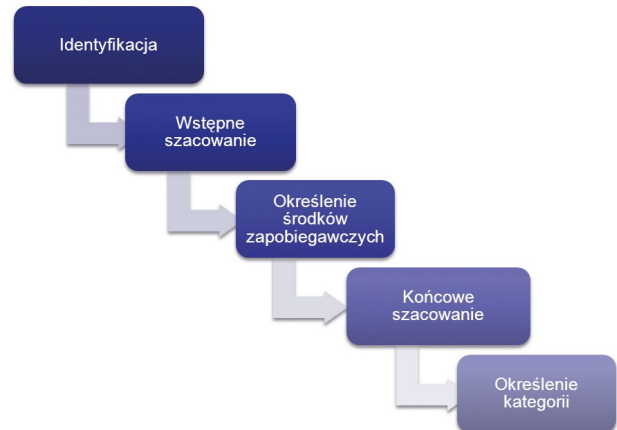 Identyfikacja
Wstępne
szacowanie
Określenie
środków
zapobiegawczych
Końcowe
szacowanie
Określenie
kategorii